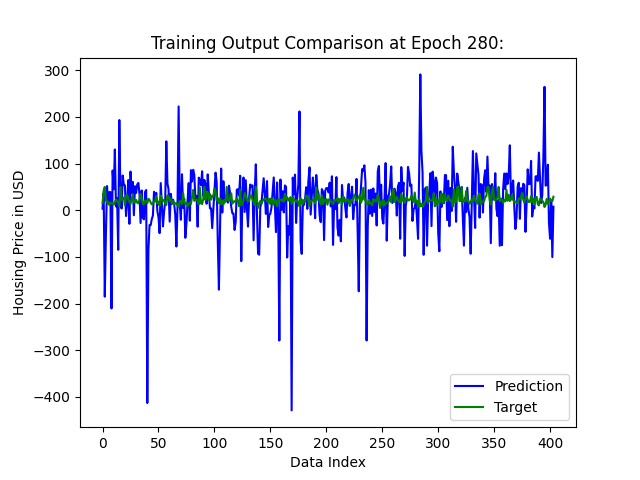 Training Output Comparison at Epoch 280:
Housing Price in USD
300
200
100
0
−100
−200
−300
−400
0 50 100 150 200 250 300 350 400
Data Index
Prediction
Target